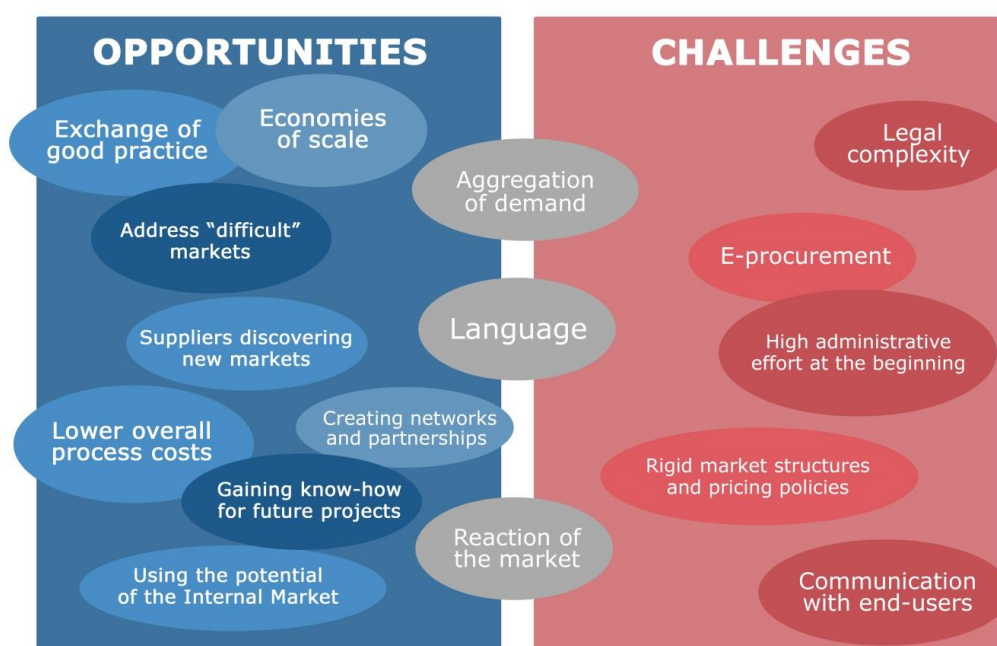 OPPORTUNITIES
Exchange of
good practice
Economies
of scale
Address “difficult”
markets
Suppliers discovering
new markets
Lower overall
process costs
Creating networks
and partnerships
Gaining know-how
for future projects
Using the potential
of the Internal Market
Aggregation
of demand
Language
Reaction of
the market
CHALLENGES
Legal
complexity
E-procurement
High administrative
effort at the beginning
Rigid market structures
and pricing policies
Communication
with end-users